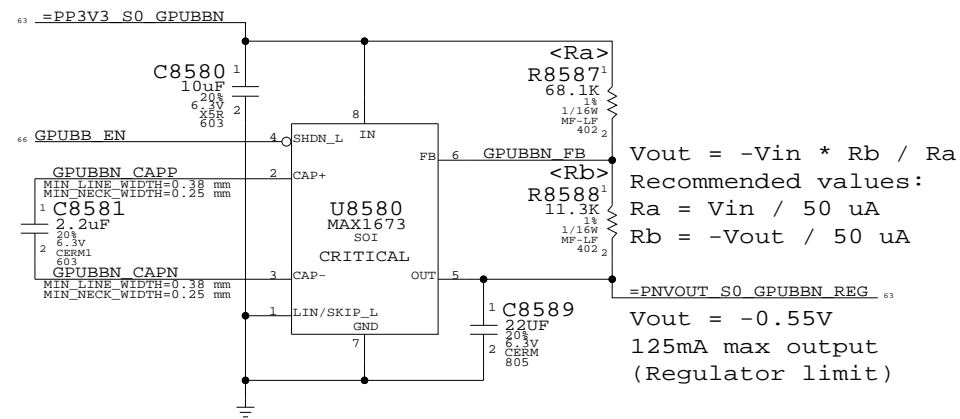 63 =PP3V3_S0_GPUBBN
C8580 1
10uF
20%
6.3V
X5R 2
603
<Ra>
R8587 1
68.1K
1%
1/16W
MF-LF
402 2
8
IN
66 GPUBB_EN
4 SHDN_L
FB 6 GPUBBN_FB
GPUBBN_CAPP
MIN_LINE_WIDTH=0.38 mm
MIN_NECK_WIDTH=0.25 mm
2 CAP+
1 C8581
2.2uF
20%
2 6.3V
CERM1
603
GPUBBN_CAPN
MIN_LINE_WIDTH=0.38 mm
MIN_NECK_WIDTH=0.25 mm
3 CAP-
U8580
MAX1673
SOI
CRITICAL
OUT 5
1 LIN/SKIP_L
GND
7
<Rb>
R8588 1
11.3K
1%
1/16W
MF-LF
402 2
1 C8589
22UF
20%
6.3V
2 CERM
805
Vout = -Vin * Rb / Ra
Recommended values:
Ra = Vin / 50 uA
Rb = -Vout / 50 uA
=PNVOUT_S0_GPUBBN_REG 63
Vout = -0.55V
125mA max output
(Regulator limit)